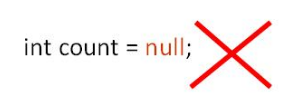 int count = null;